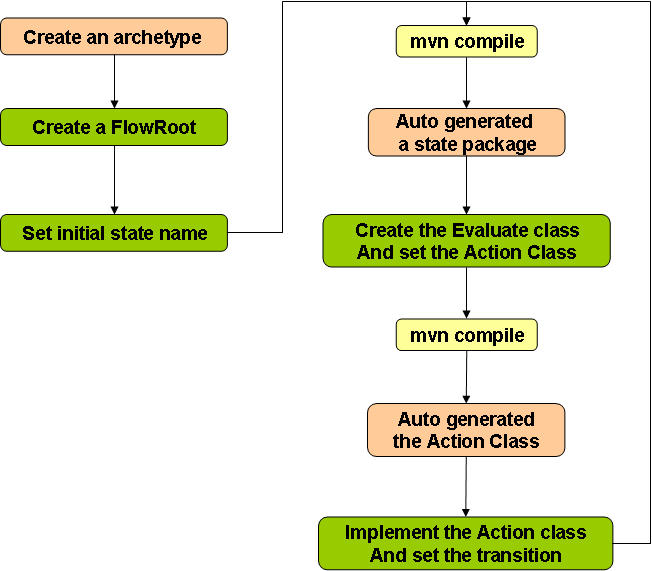 Create an archetype
Create a FlowRoot
Set initial state name
mvn compile
Auto generated
a state package
Create the Evaluate class
And set the Action Class
mvn compile
Auto generated
the Action Class
Implement the Action class
And set the transition